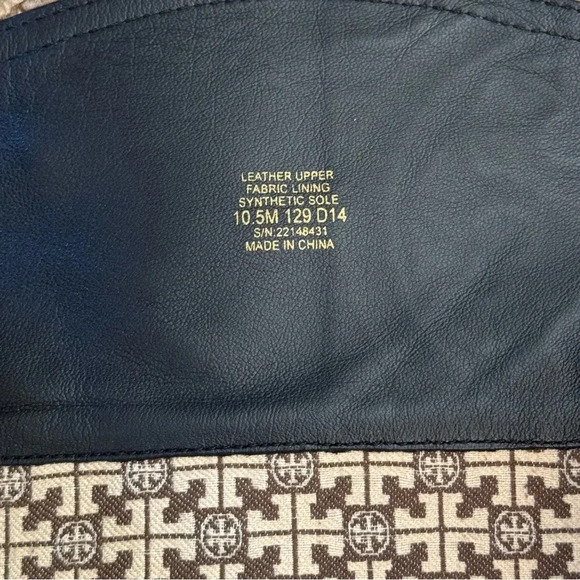 LEATHER UPPER
FABRIC LINING
SYNTHETIC SOLE
10.5M 129 D14
S/N:22148431
MADE IN CHINA